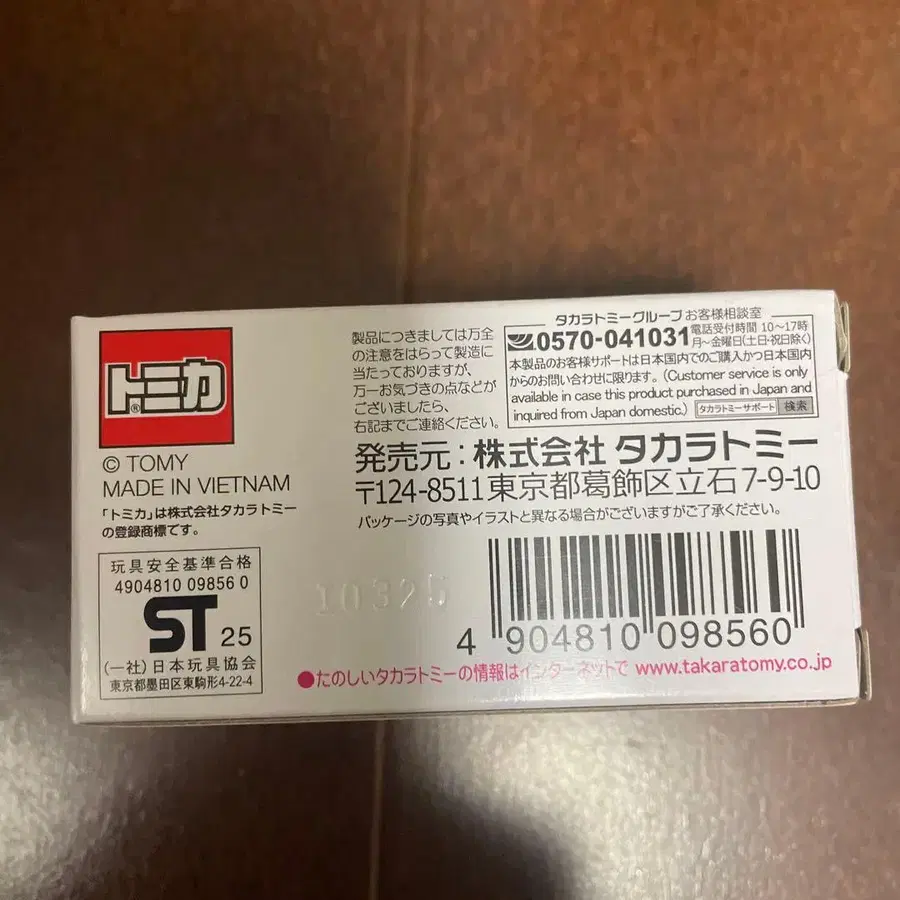 トミカ®
© TOMY
MADE IN VIETNAM
「トミカ」は株式会社タカラトミー
の登録商標です。
玩具安全基準合格
4904810 09856 0
ST 25
(一社)日本玩具協会
東京都墨田区東駒形4-22-4
製品につきましては万全
の注意をはらって製造に
当たっておりますが、
万一お気づきの点などが
ございましたら、
右記までご連絡ください。
タカラトミーグループ お客様相談室
0570-041031 電話受付時間 10〜17時
月〜金曜日(土日・祝日除く)
本製品のお客様サポートは日本国内でのご購入かつ日本国内
からのお問い合わせに限ります。(Customer service is only
available in case this product purchased in Japan and
inquired from Japan domestic.) タカラトミーサポート 検索
発売元:株式会社 タカラトミー
〒124-8511 東京都葛飾区立石 7-9-10
パッケージの写真やイラストと異なる場合がございますがご了承ください。
4 904810 098560
●たのしいタカラトミーの情報はインターネットで www.takaratomy.co.jp